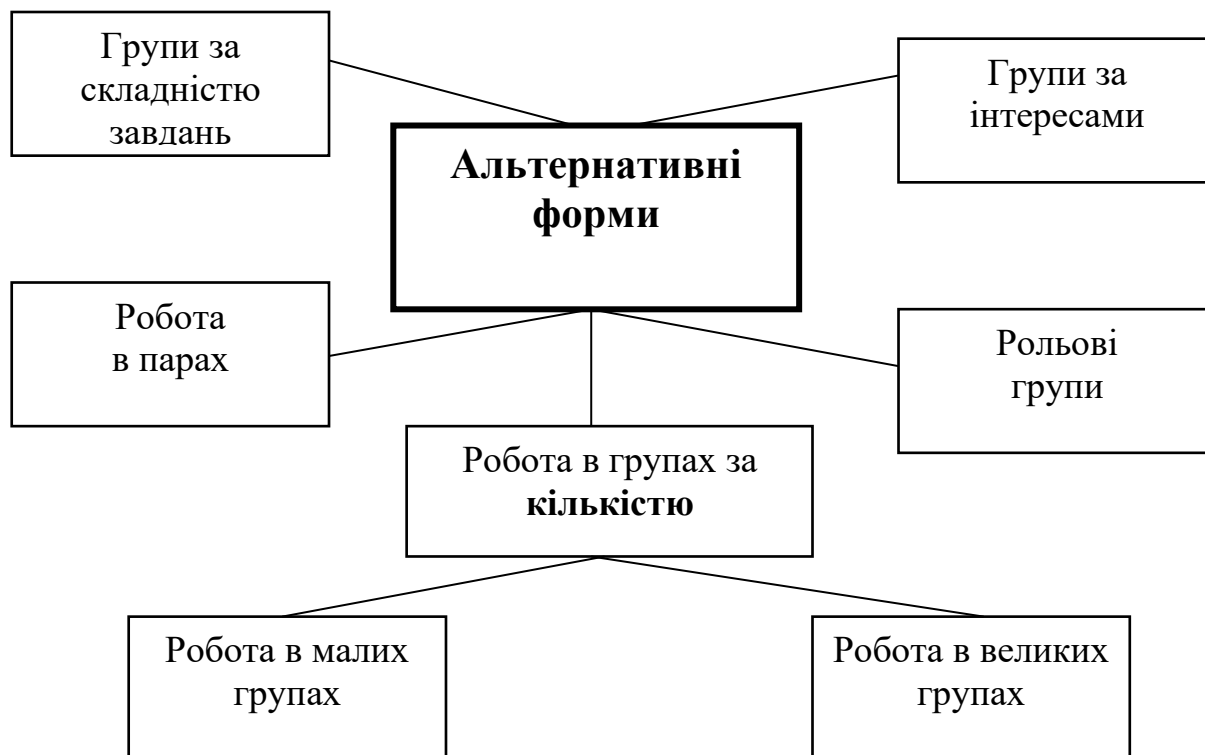 Групи за
складністю
завдань
Групи за
інтересами
Альтернативні
форми
Робота
в парах
Рольові
групи
Робота в групах за
кількістю
Робота в малих
групах
Робота в великих
групах